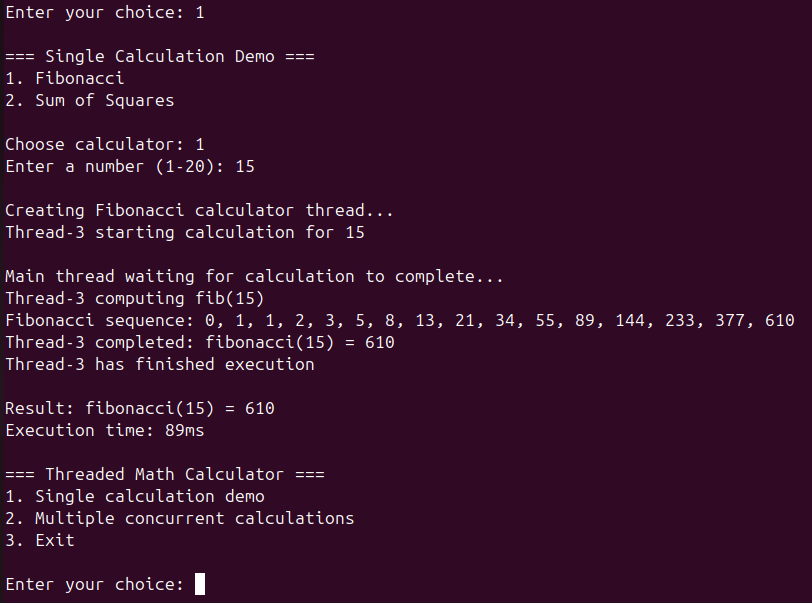 Enter your choice: 1
=== Single Calculation Demo ===
1. Fibonacci
2. Sum of Squares
Choose calculator: 1
Enter a number (1-20): 15
Creating Fibonacci calculator thread...
Thread-3 starting calculation for 15
Main thread waiting for calculation to complete...
Thread-3 computing fib(15)
Fibonacci sequence: 0, 1, 1, 2, 3, 5, 8, 13, 21, 34, 55, 89, 144, 233, 377, 610
Thread-3 completed: fibonacci(15) = 610
Thread-3 has finished execution
Result: fibonacci(15) = 610
Execution time: 89ms
=== Threaded Math Calculator ===
1. Single calculation demo
2. Multiple concurrent calculations
3. Exit
Enter your choice: